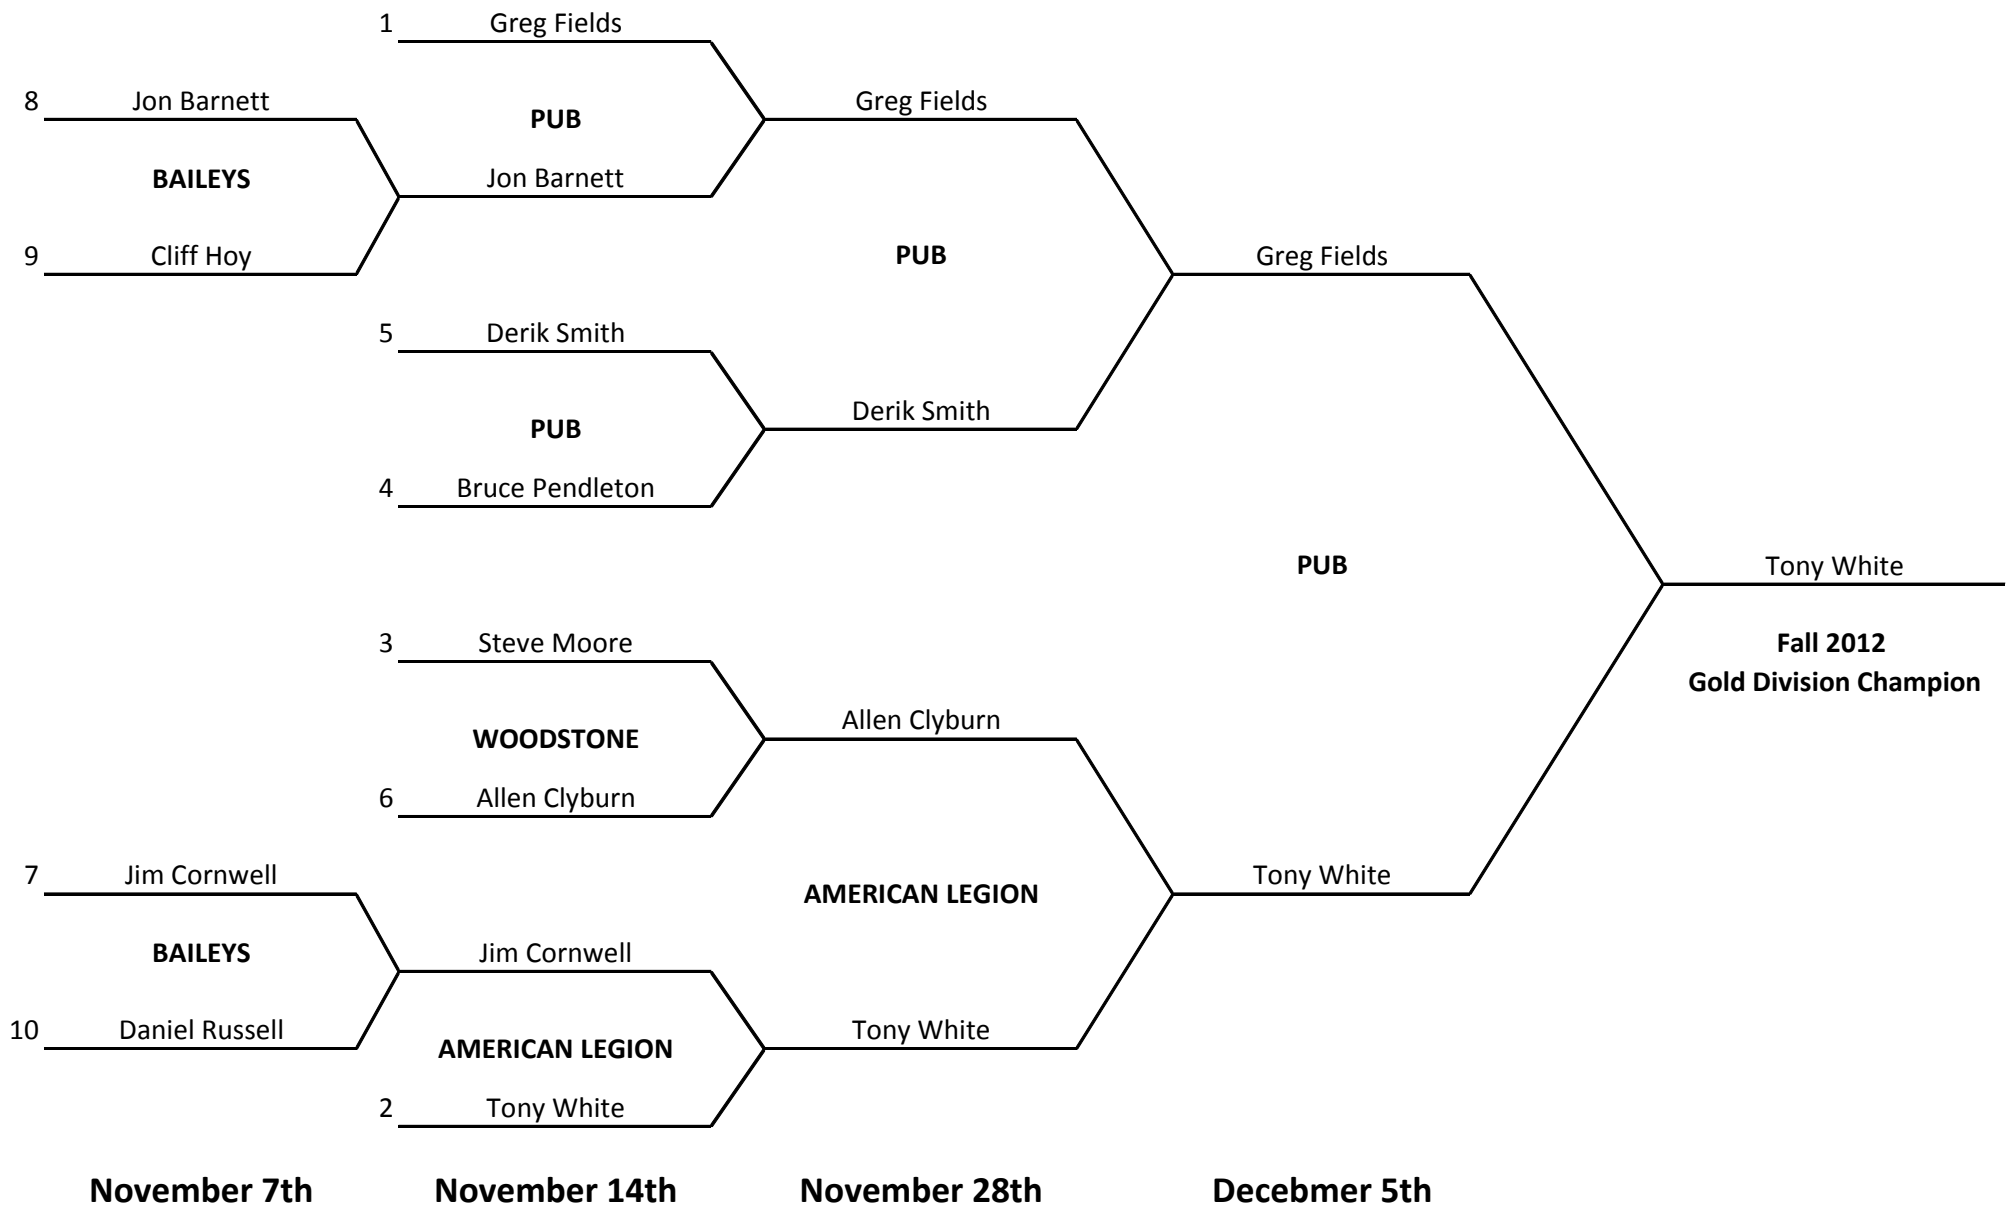 1 Greg Fields
8 Jon Barnett
Greg Fields
PUB
BAILEYS
Jon Barnett
9 Cliff Hoy
PUB
Greg Fields
5 Derik Smith
Derik Smith
PUB
4 Bruce Pendleton
PUB
Tony White
3 Steve Moore
Fall 2012
Gold Division Champion
Allen Clyburn
WOODSTONE
6 Allen Clyburn
7 Jim Cornwell
Tony White
AMERICAN LEGION
BAILEYS
Jim Cornwell
10 Daniel Russell
Tony White
AMERICAN LEGION
2 Tony White
November 7th November 14th November 28th Decebmer 5th